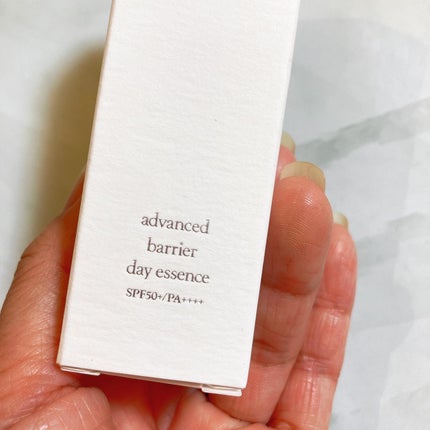 advanced
barrier
day essence
SPF50+/PA++++